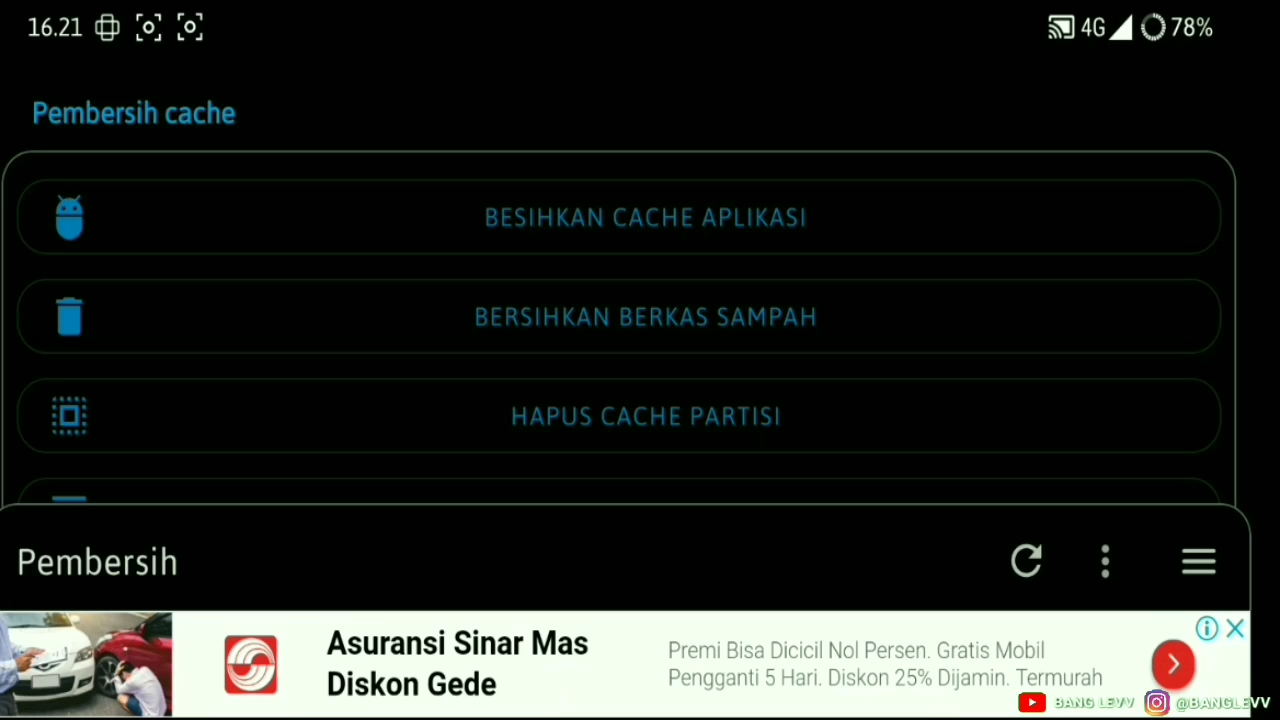 16.21
4G 78%
Pembersih cache
BESIHKAN CACHE APLIKASI
BERSIHKAN BERKAS SAMPAH
HAPUS CACHE PARTISI
Pembersih
Asuransi Sinar Mas
Diskon Gede
Premi Bisa Dicicil Nol Persen. Gratis Mobil
Pengganti 5 Hari. Diskon 25% Dijamin. Termurah
BANG LEVV @BANGLEVV